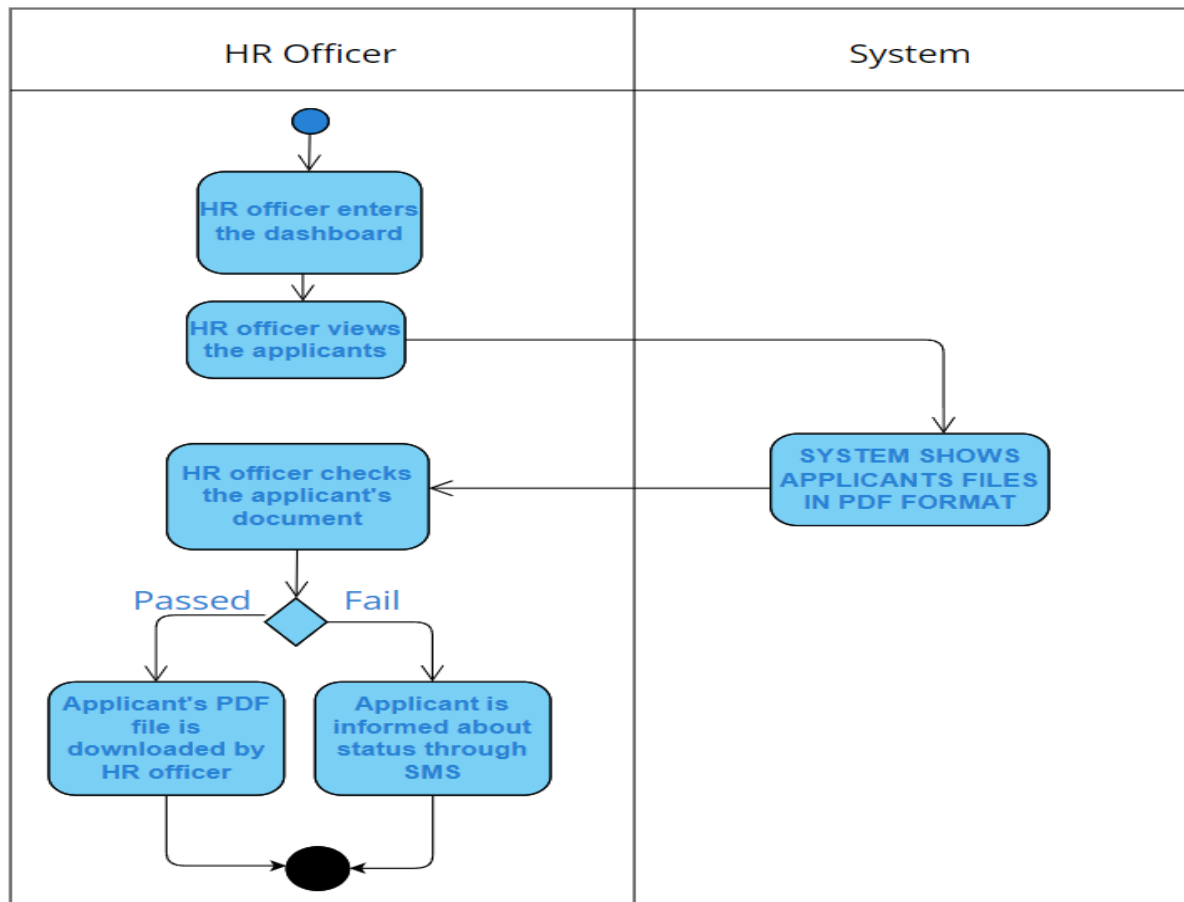 HR Officer
System
HR officer enters
the dashboard
HR officer views
the applicants
SYSTEM SHOWS
APPLICANTS FILES
IN PDF FORMAT
HR officer checks
the applicant's
document
Passed
Fail
Applicant's PDF
file is
downloaded by
HR officer
Applicant is
informed about
status through
SMS